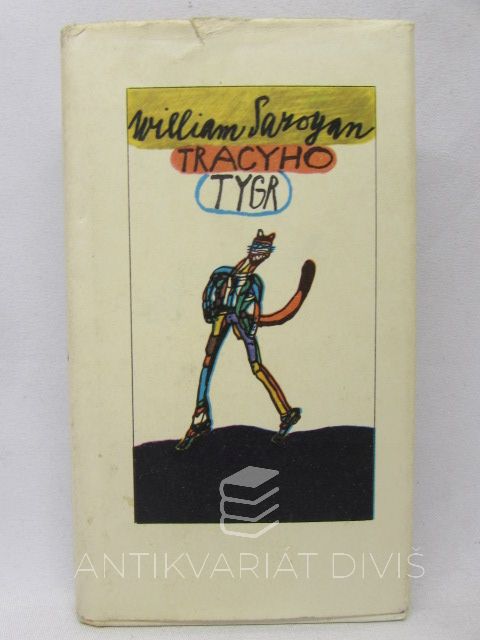 William Saroyan
TRACYHO
TYGR
ANTIKVARIÁT DIVIŠ